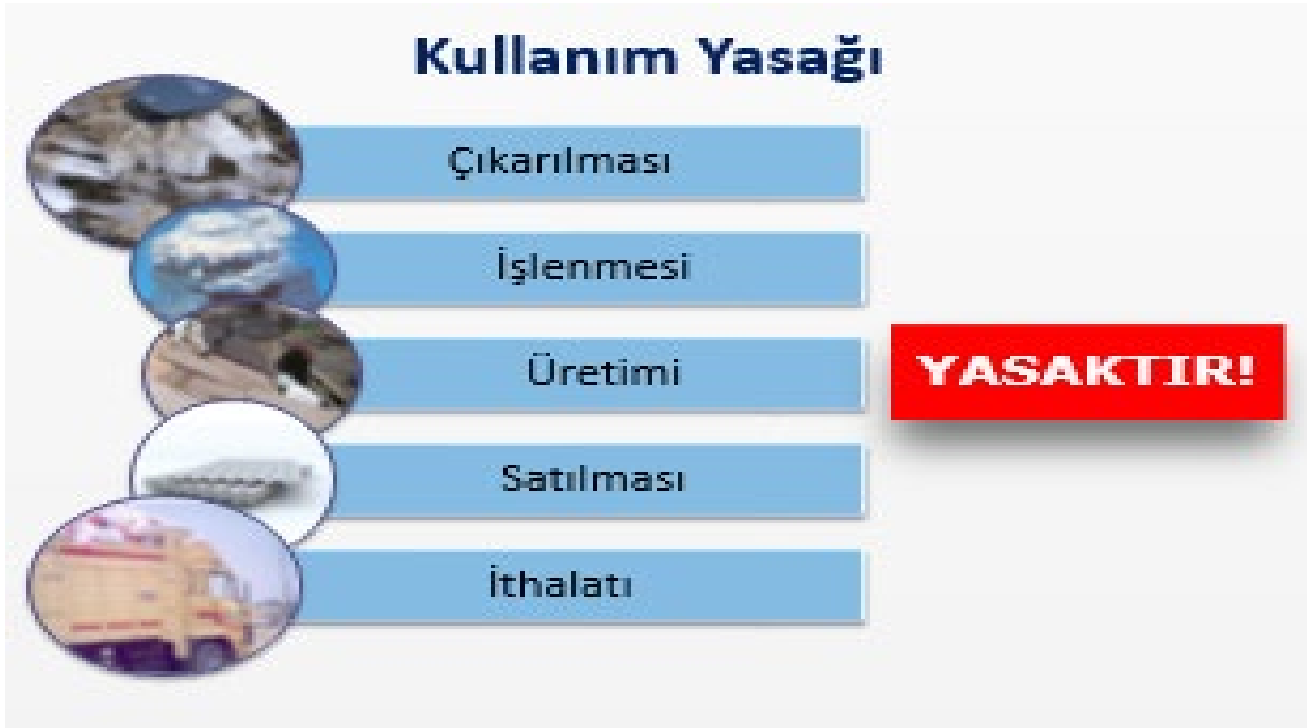 Kullanım Yasağı
Çıkarılması
İşlenmesi
Üretimi
YASAKTIR!
Satılması
İthalatı